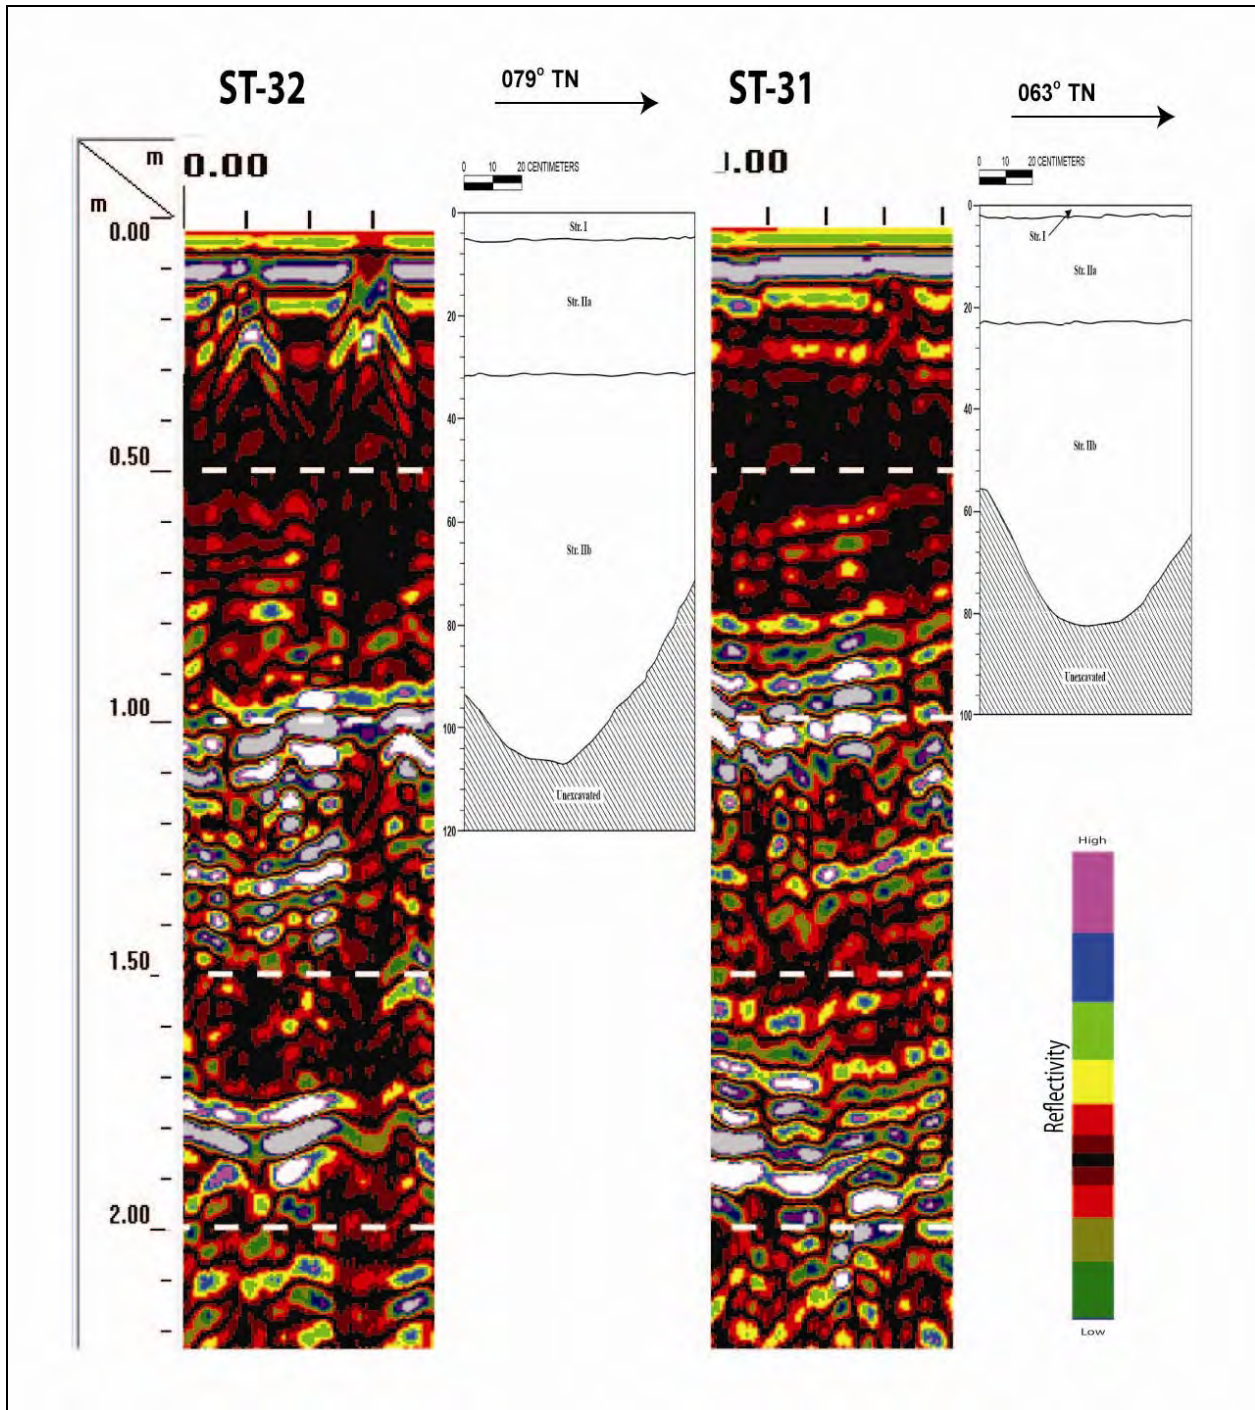 ST-32
079° TN
ST-31
063° TN
m
m
0.00
0.00
0.50
1.00
1.50
2.00
0 10 20 CENTIMETERS
0
20
40
60
80
100
120
Str. I
Str. IIa
Str. IIb
Unexcavated
.00
0 10 20 CENTIMETERS
0
20
40
60
80
100
Str. I
Str. IIa
Str. IIb
Unexcavated
High
Reflectivity
Low